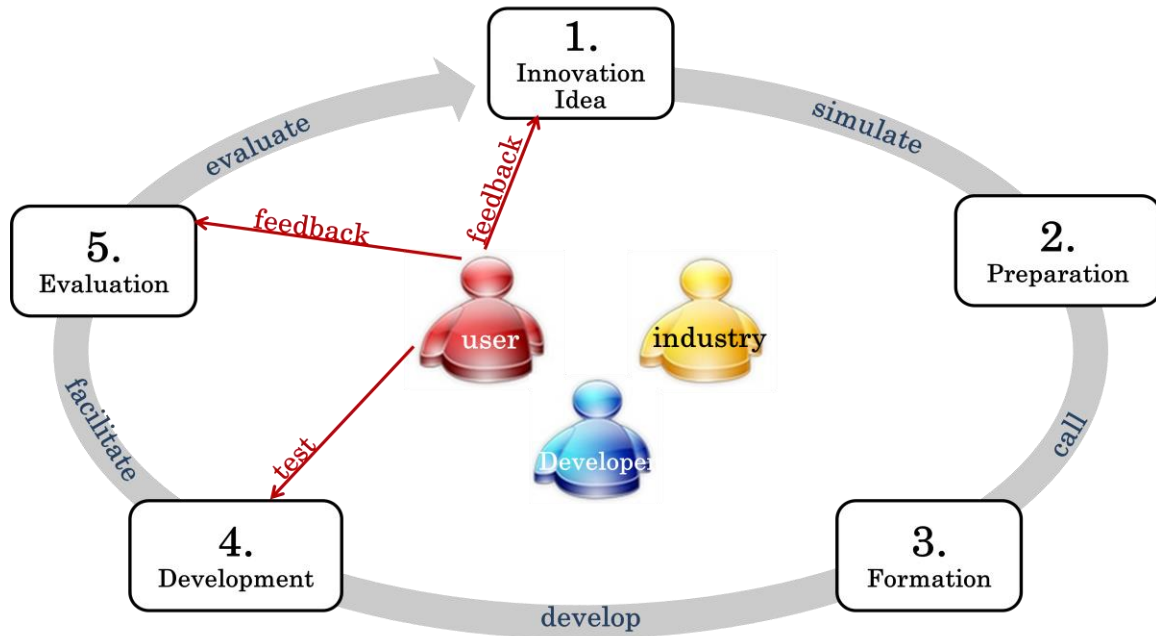 1.
Innovation
Idea
simulate
2.
Preparation
call
3.
Formation
develop
4.
Development
facilitate
5.
Evaluation
evaluate
feedback
feedback
test
user
industry
Developer